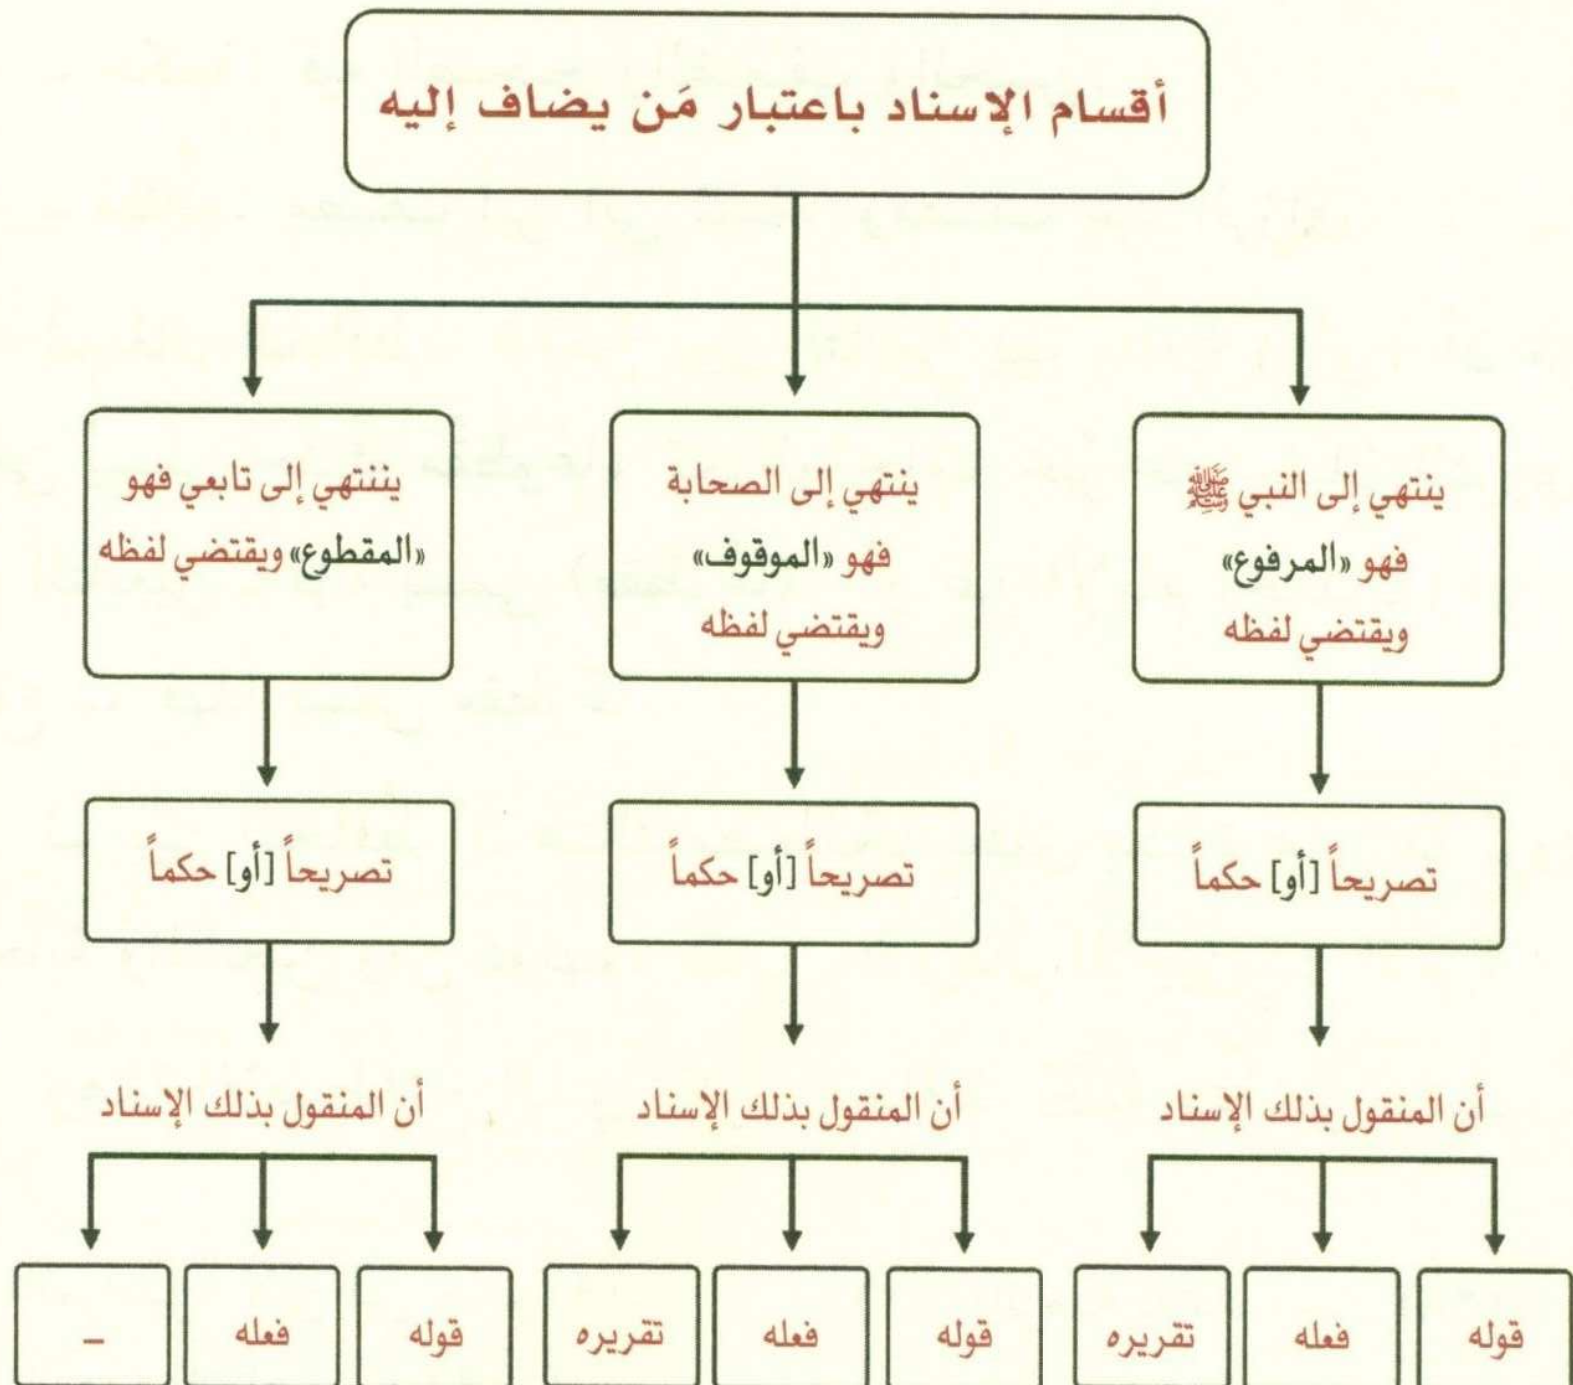 أقسام الإسناد باعتبار مَن يضاف إليه
ينتهي إلى النبي ﷺ
فهو «المرفوع»
ويقتضي لفظه
ينتهي إلى الصحابة
فهو «الموقوف»
ويقتضي لفظه
يننتهي إلى تابعي فهو
«المقطوع» ويقتضي لفظه
تصريحاً [أو] حكماً
تصريحاً [أو] حكماً
تصريحاً [أو] حكماً
أن المنقول بذلك الإسناد
أن المنقول بذلك الإسناد
أن المنقول بذلك الإسناد
قوله
فعله
تقريره
قوله
فعله
تقريره
قوله
فعله
–